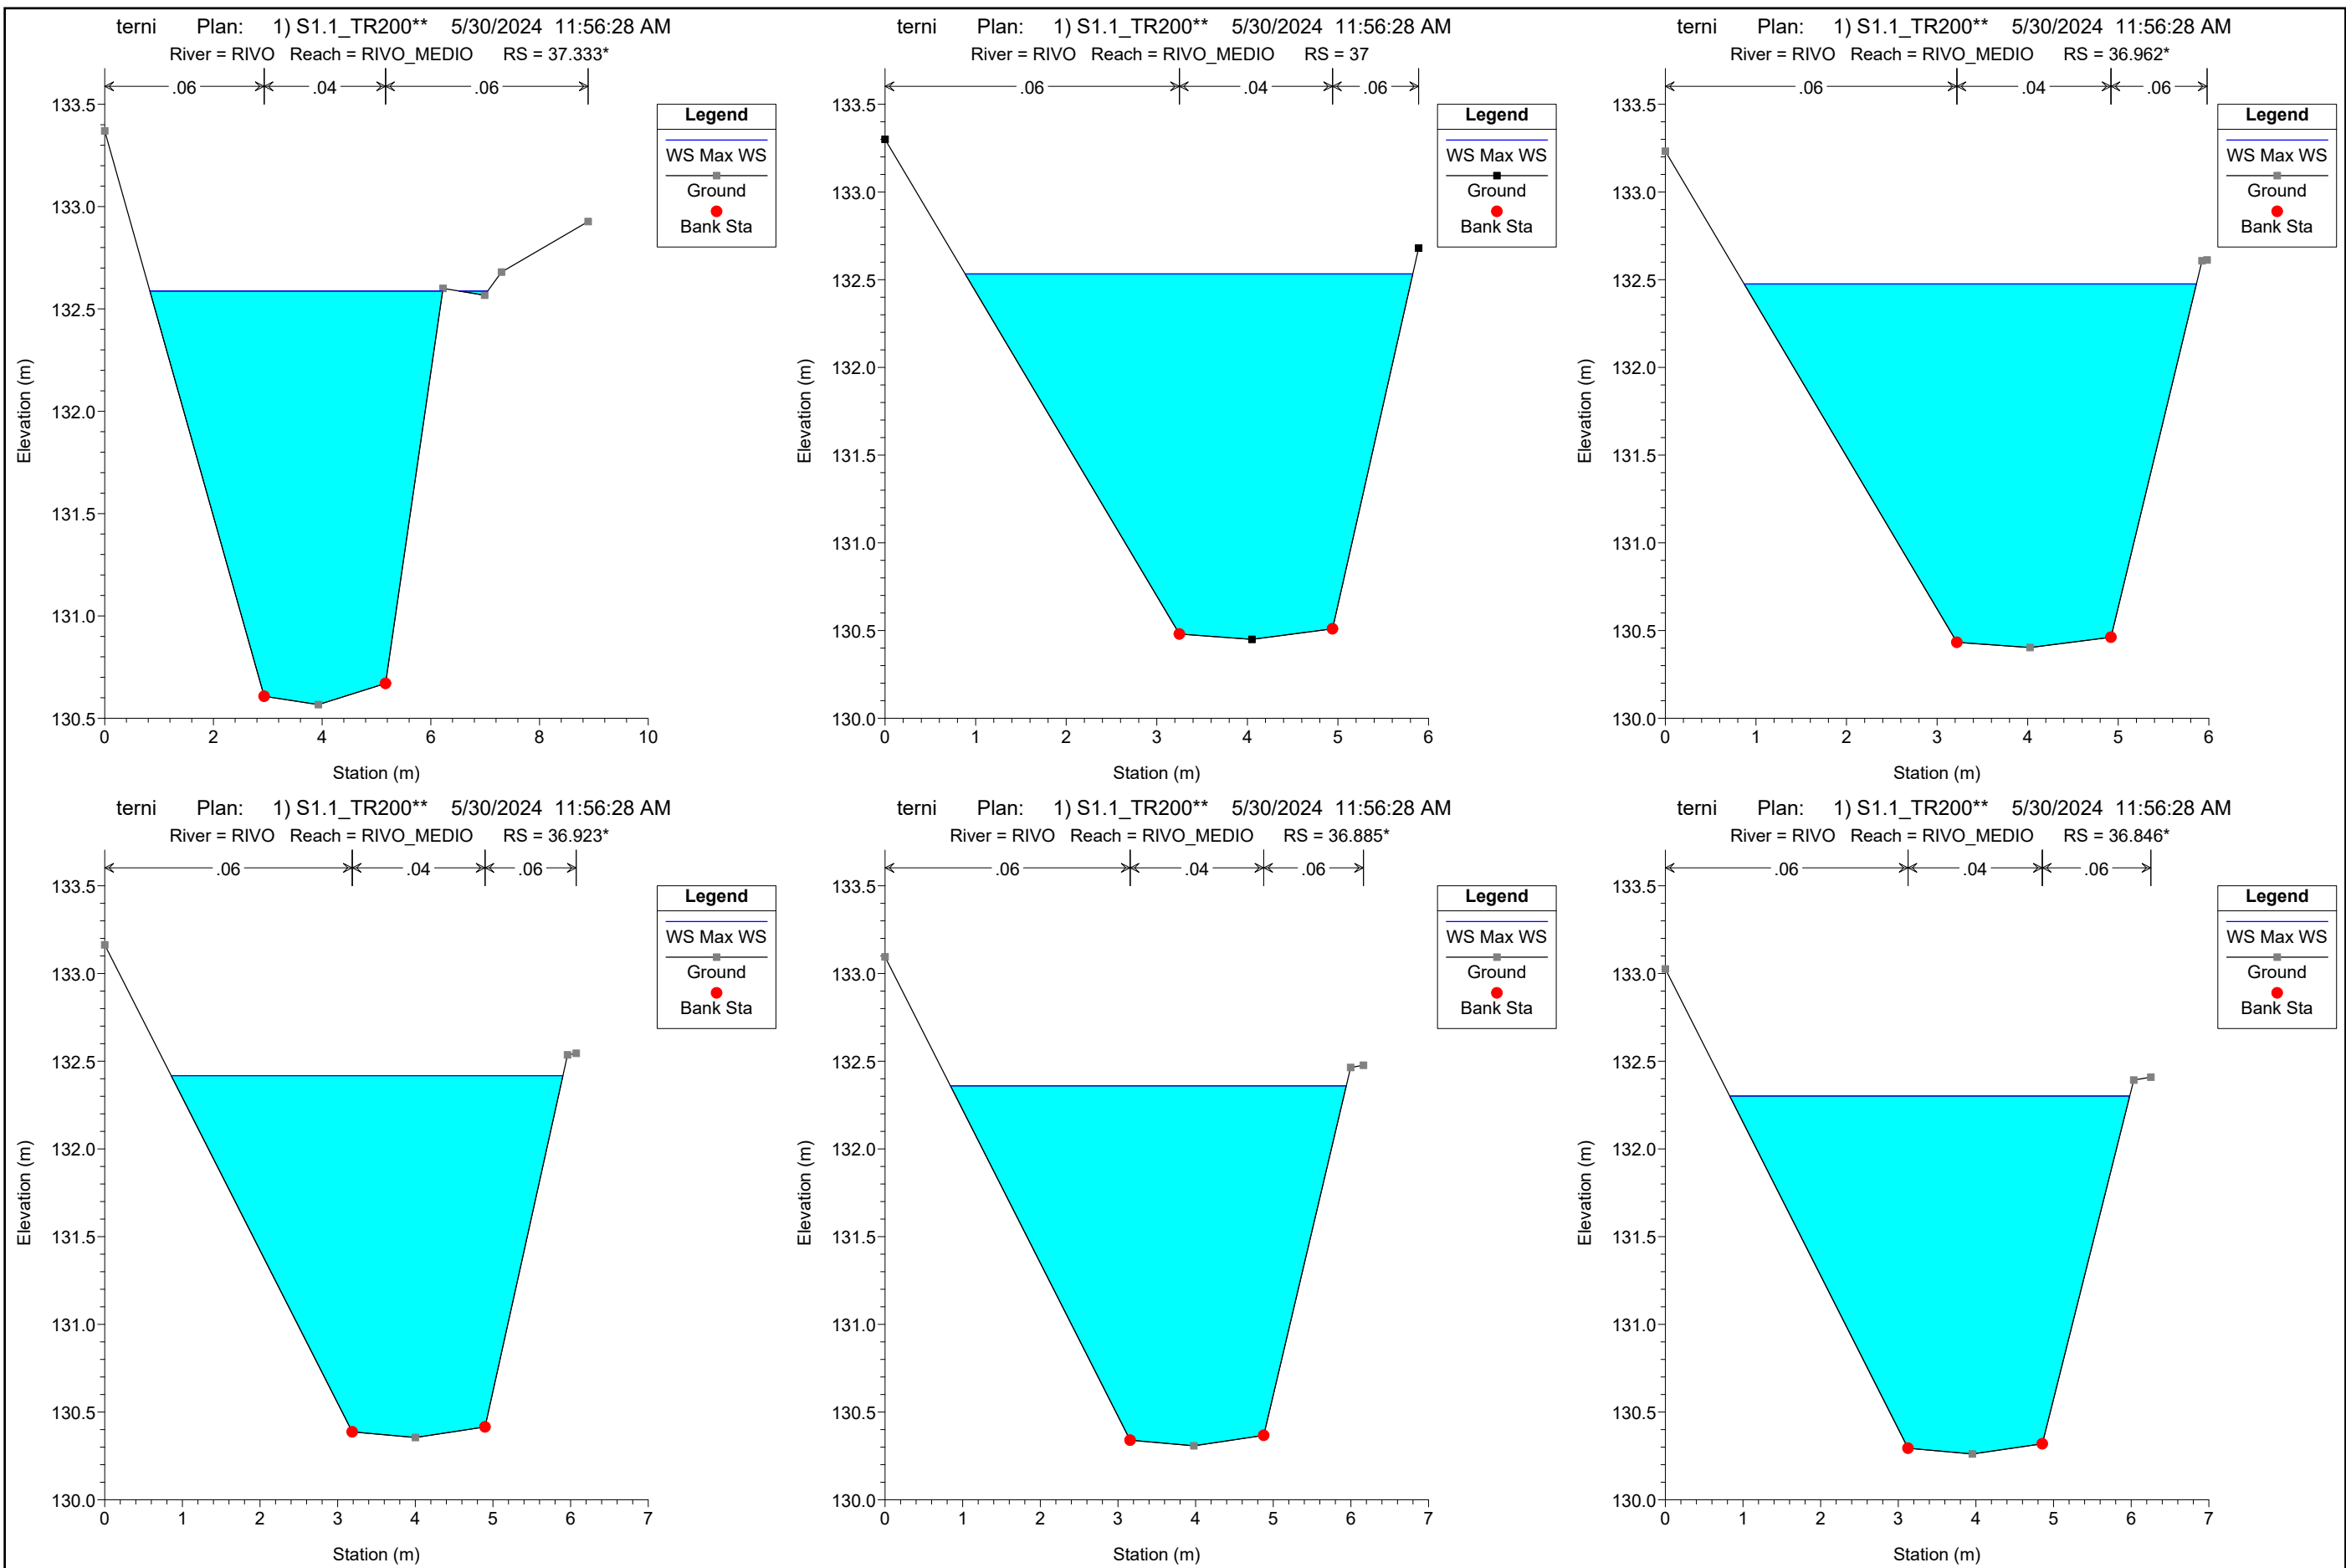 terni Plan: 1) S1.1_TR200** 5/30/2024 11:56:28 AM
River = RIVO Reach = RIVO_MEDIO RS = 37.333*
.06 .04 .06
133.5
133.0
132.5
132.0
131.5
131.0
130.5
0 2 4 6 8 10
Station (m)
Elevation (m)
Legend
WS Max WS
Ground
Bank Sta
terni Plan: 1) S1.1_TR200** 5/30/2024 11:56:28 AM
River = RIVO Reach = RIVO_MEDIO RS = 37
.06 .04 .06
133.5
133.0
132.5
132.0
131.5
131.0
130.5
130.0
0 1 2 3 4 5 6
Station (m)
Elevation (m)
Legend
WS Max WS
Ground
Bank Sta
terni Plan: 1) S1.1_TR200** 5/30/2024 11:56:28 AM
River = RIVO Reach = RIVO_MEDIO RS = 36.962*
.06 .04 .06
133.5
133.0
132.5
132.0
131.5
131.0
130.5
130.0
0 1 2 3 4 5 6
Station (m)
Elevation (m)
Legend
WS Max WS
Ground
Bank Sta
terni Plan: 1) S1.1_TR200** 5/30/2024 11:56:28 AM
River = RIVO Reach = RIVO_MEDIO RS = 36.923*
.06 .04 .06
133.5
133.0
132.5
132.0
131.5
131.0
130.5
130.0
0 1 2 3 4 5 6 7
Station (m)
Elevation (m)
Legend
WS Max WS
Ground
Bank Sta
terni Plan: 1) S1.1_TR200** 5/30/2024 11:56:28 AM
River = RIVO Reach = RIVO_MEDIO RS = 36.885*
.06 .04 .06
133.5
133.0
132.5
132.0
131.5
131.0
130.5
130.0
0 1 2 3 4 5 6 7
Station (m)
Elevation (m)
Legend
WS Max WS
Ground
Bank Sta
terni Plan: 1) S1.1_TR200** 5/30/2024 11:56:28 AM
River = RIVO Reach = RIVO_MEDIO RS = 36.846*
.06 .04 .06
133.5
133.0
132.5
132.0
131.5
131.0
130.5
130.0
0 1 2 3 4 5 6 7
Station (m)
Elevation (m)
Legend
WS Max WS
Ground
Bank Sta